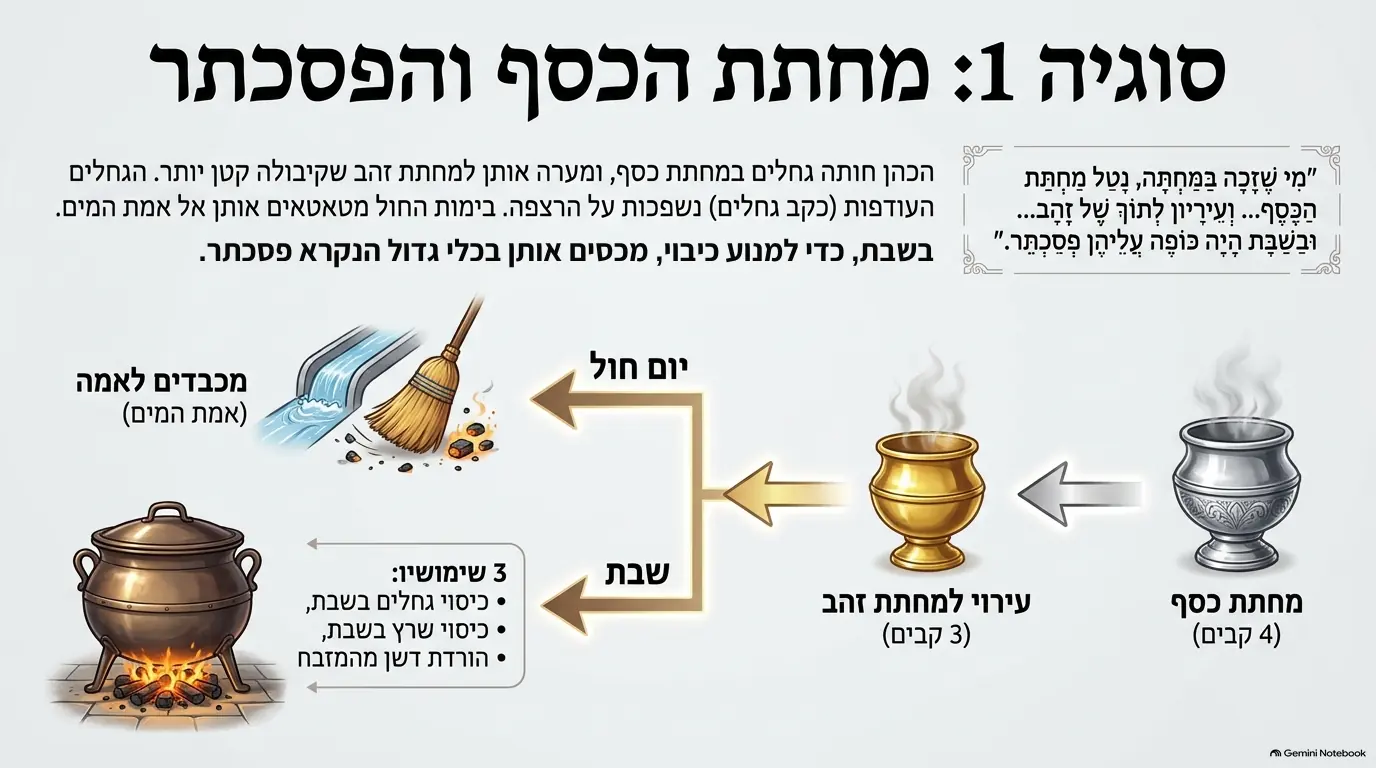 סוגיה 1: מחתת הכסף והפסכתר
"מִי שֶׁזָכָה בַּמַּחְתָּה, נָטַל מַחְתַּת
הַכֶּסֶף... וְעֵירָיוֹן לְתוֹךְ שֶׁל זָהָב...
וּבְשַׁבָּת הָיָה כּוֹפֶה עֲלֵיהֶן פְּסַכְתֵּר."
הכהן חותה גחלים במחתת כסף, ומערה אותן למחתת זהב שקיבולה קטן יותר. הגחלים
העודפות (כקב גחלים) נשפכות על הרצפה. בימות החול מטאטאים אותן אל אמת המים.
בשבת, כדי למנוע כיבוי, מכסים אותן בכלי גדול הנקרא פסכתר.
מחתת כסף
(4 קבים)
עירוי למחתת זהב
(3 קבים)
יום חול
מכבדים לאמה
(אמת המים)
שבת
3 שימושיו:
• כיסוי גחלים בשבת,
• כיסוי שרץ בשבת,
• הורדת דשן מהמזבח
Gemini Notebook